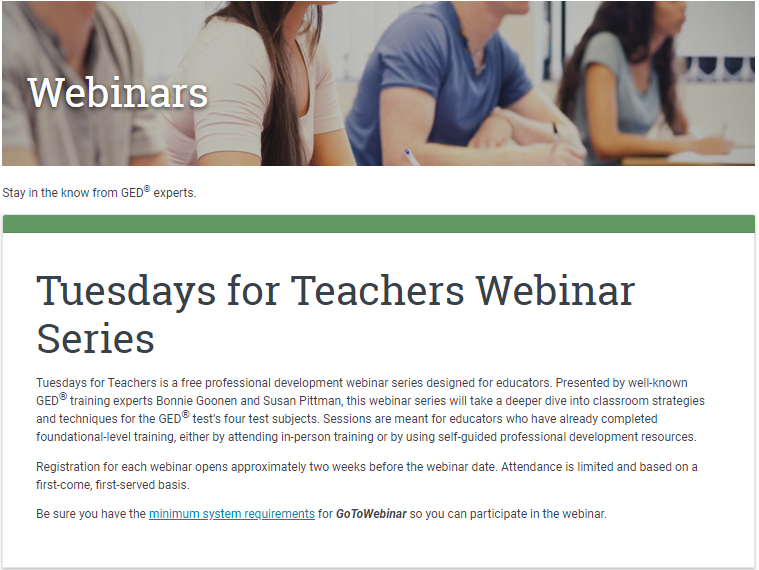 Webinars
Stay in the know from GED® experts.
Tuesdays for Teachers Webinar
Series
Tuesdays for Teachers is a free professional development webinar series designed for educators. Presented by well-known
GED® training experts Bonnie Goonen and Susan Pittman, this webinar series will take a deeper dive into classroom strategies
and techniques for the GED® test's four test subjects. Sessions are meant for educators who have already completed
foundational-level training, either by attending in-person training or by using self-guided professional development resources.
Registration for each webinar opens approximately two weeks before the webinar date. Attendance is limited and based on a
first-come, first-served basis.
Be sure you have the minimum system requirements for GoToWebinar so you can participate in the webinar.